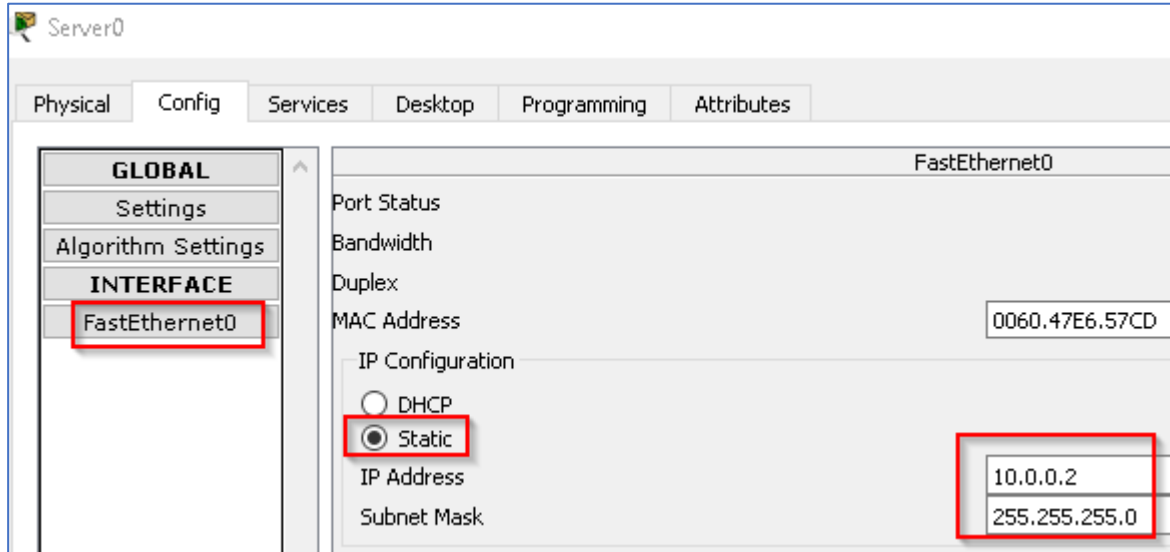 Server0
Physical Config Services Desktop Programming Attributes
GLOBAL
Settings
Algorithm Settings
INTERFACE
FastEthernet0
FastEthernet0
Port Status
Bandwidth
Duplex
MAC Address 0060.47E6.57CD
IP Configuration
DHCP
Static
IP Address 10.0.0.2
Subnet Mask 255.255.255.0